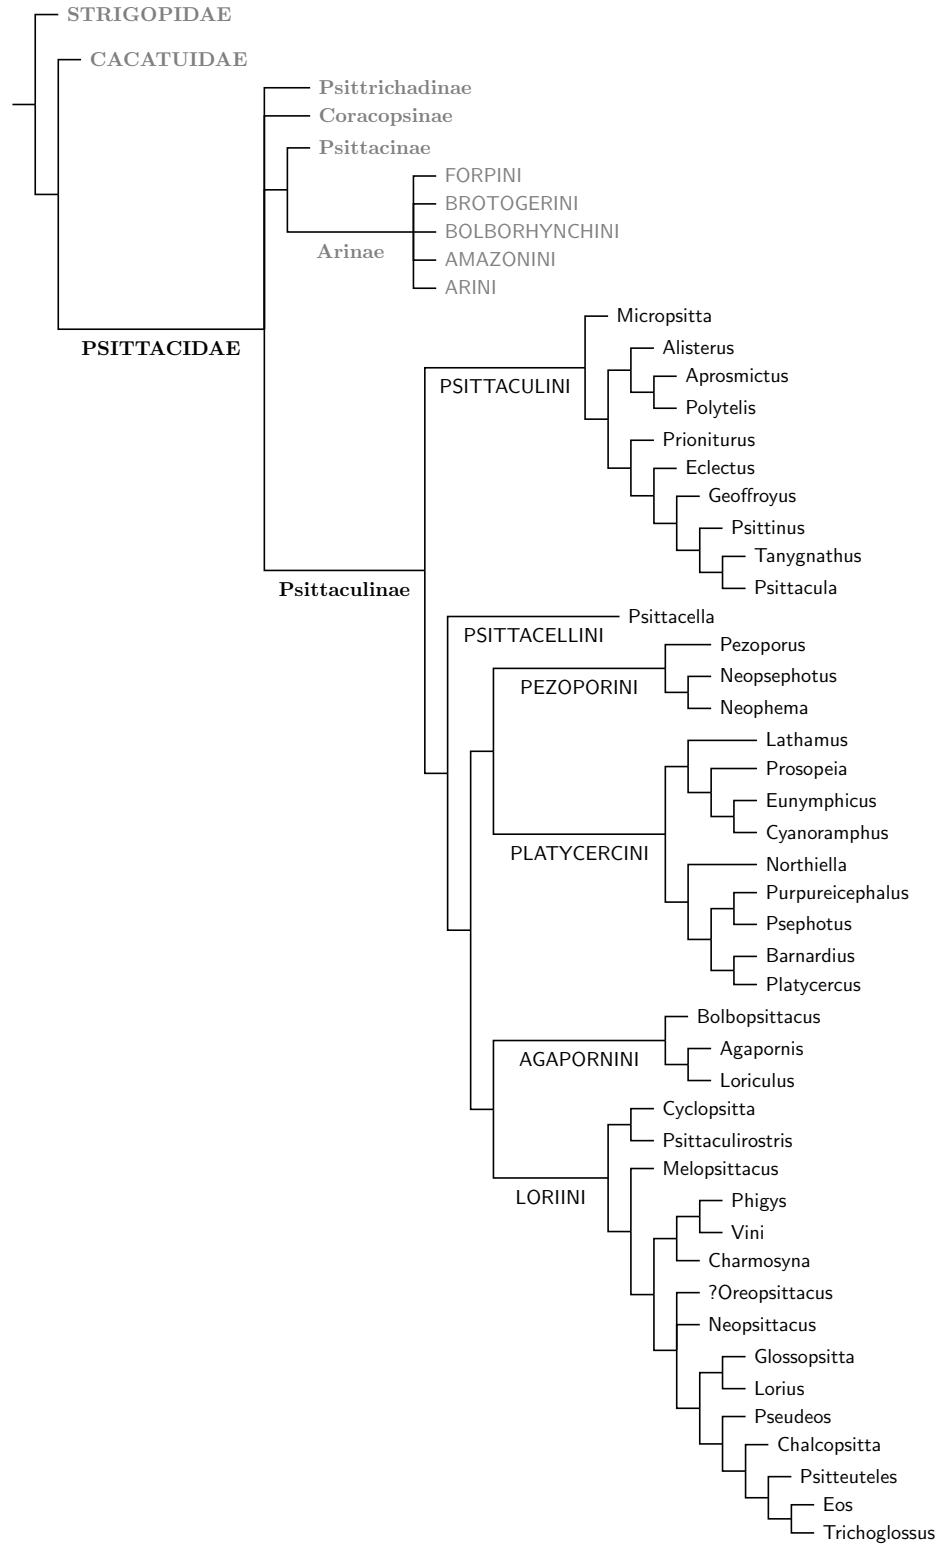 STRIGOPIDAE
CACATUIDAE
Psittrichadinae
Coracopsinae
Psittacinae
FORPINI
BROTOGERINI
BOLBORHYNCHINI
Arinae
AMAZONINI
ARINI
Micropsitta
PSITTACIDAE
Alisterus
Aprosmictus
PSITTACULINI
Polytelis
Prioniturus
Eclectus
Geoffroyus
Psittinus
Tanygnathus
Psittaculinae
Psittacula
Psittacella
PSITTACELLINI
Pezoporus
Neopsephotus
PEZOPORINI
Neophema
Lathamus
Prosopeia
Eunymphicus
Cyanoramphus
PLATYCERCINI
Northiella
Purpureicephalus
Psephotus
Barnardius
Platycercus
Bolbopsittacus
Agapornis
AGAPORNINI
Loriculus
Cyclopsitta
Psittaculirostris
Melopsittacus
LORIINI
Phigys
Vini
Charmosyna
?Oreopsittacus
Neopsittacus
Glossopsitta
Lorius
Pseudeos
Chalcopsitta
Psitteuteles
Eos
Trichoglossus